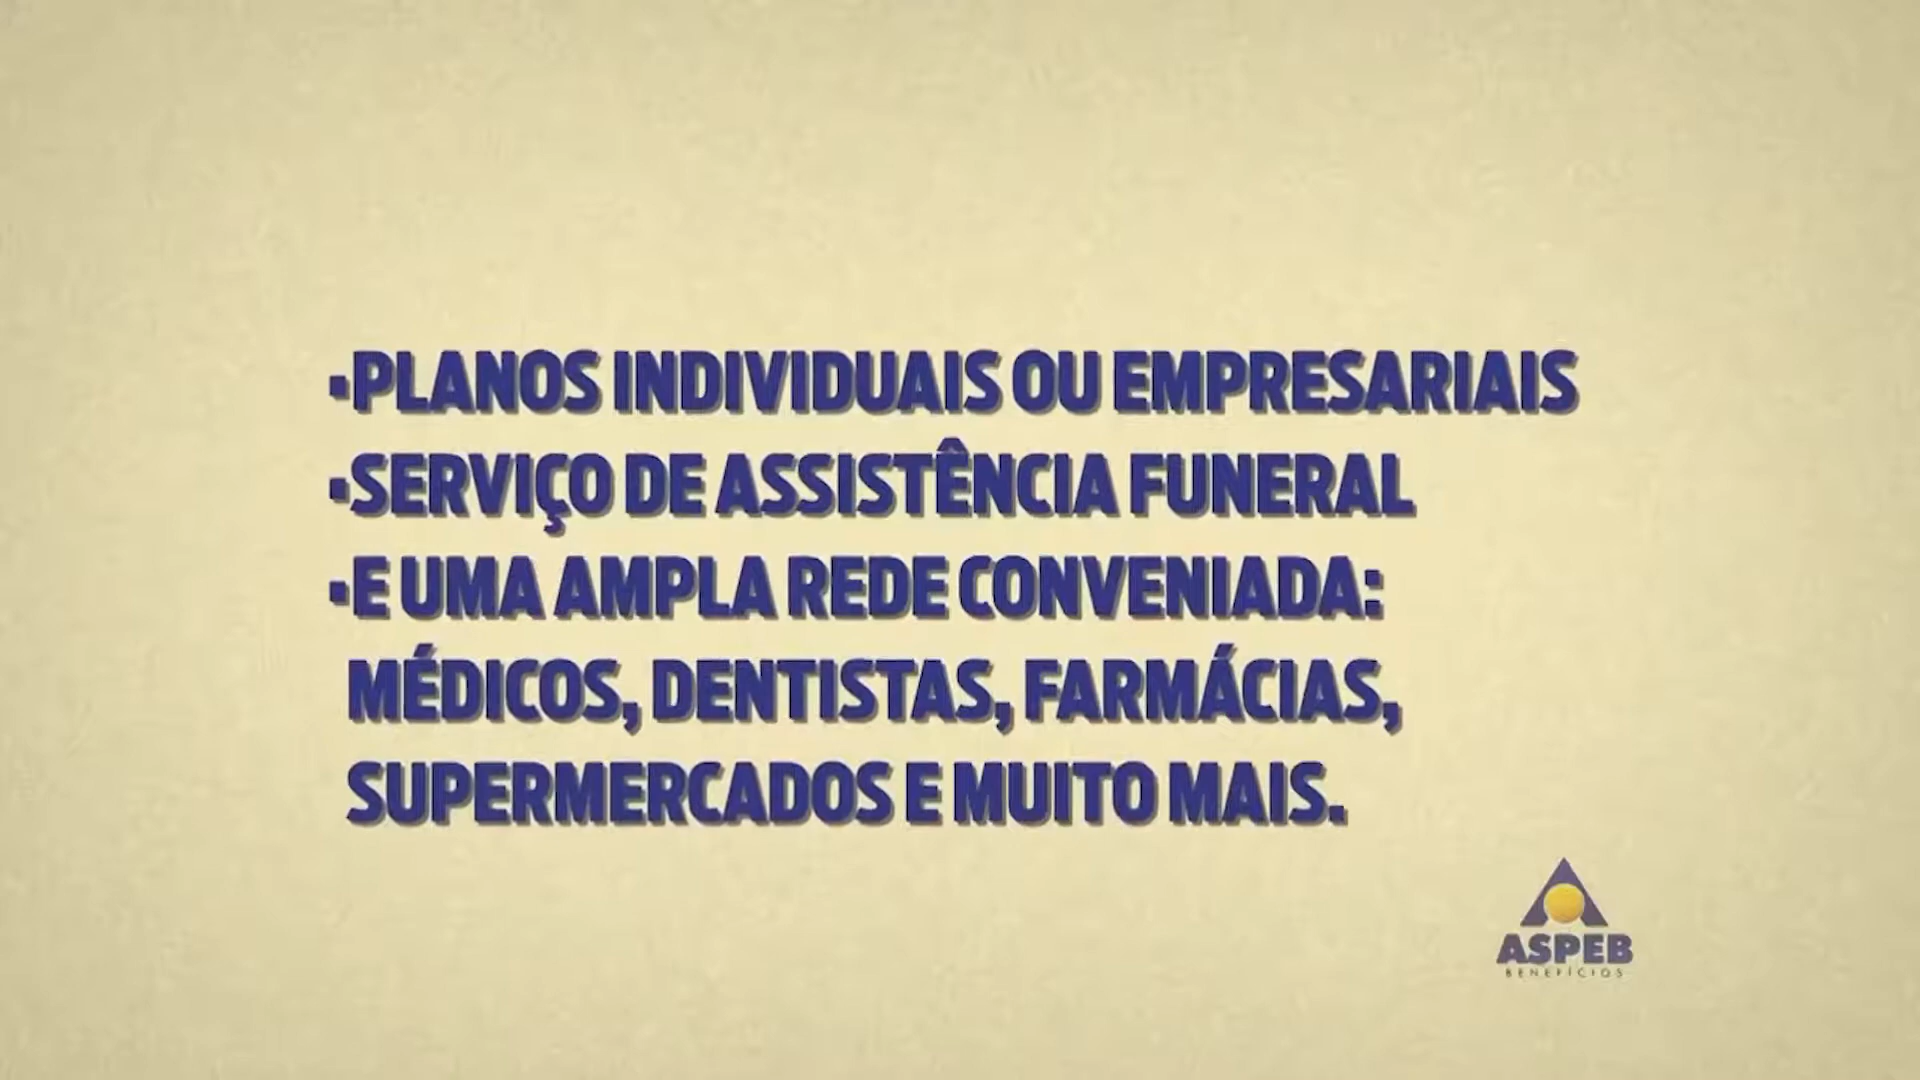 •PLANOS INDIVIDUAIS OU EMPRESARIAIS
•SERVIÇO DE ASSISTÊNCIA FUNERAL
•E UMA AMPLA REDE CONVENIADA:
MÉDICOS, DENTISTAS, FARMÁCIAS,
SUPERMERCADOS E MUITO MAIS.
ASPEB
BENEFÍCIOS